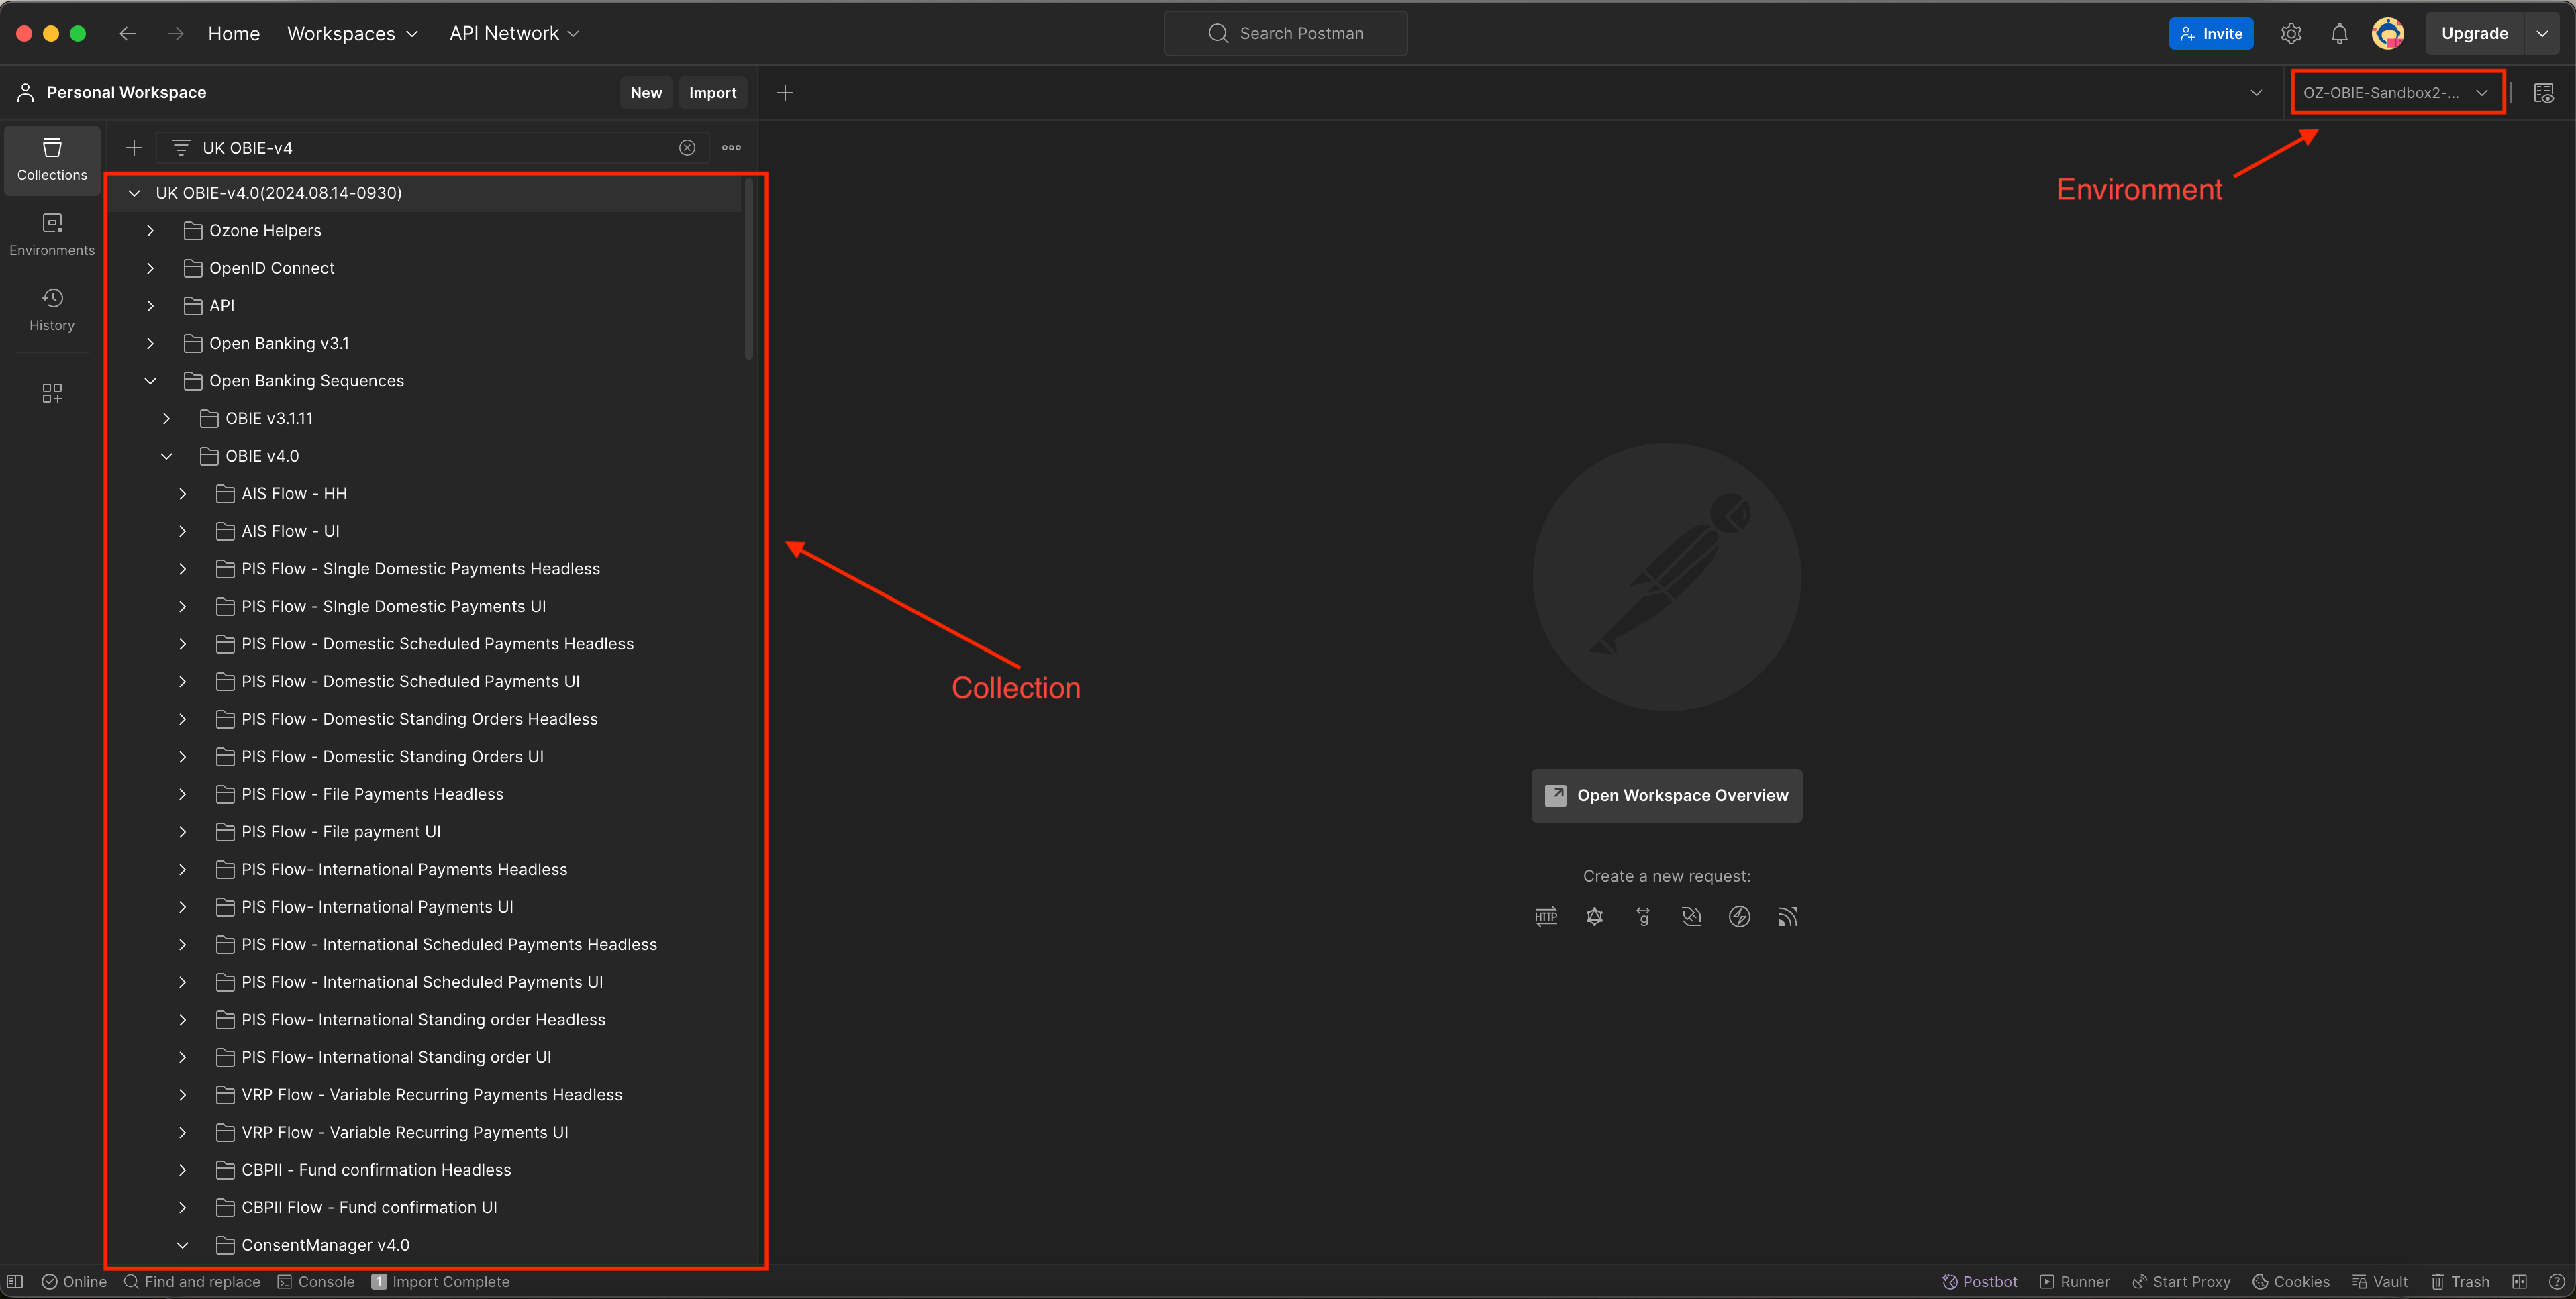 Home Workspaces API Network Search Postman Invite Upgrade
Personal Workspace New Import OZ-OBIE-Sandbox2-...
Environment
UK OBIE-v4
Collections
Environments
History
UK OBIE-v4.0(2024.08.14-0930)
Ozone Helpers
OpenID Connect
API
Open Banking v3.1
Open Banking Sequences
OBIE v3.1.11
OBIE v4.0
AIS Flow - HH
AIS Flow - UI
PIS Flow - SIngle Domestic Payments Headless
PIS Flow - SIngle Domestic Payments UI
PIS Flow - Domestic Scheduled Payments Headless
PIS Flow - Domestic Scheduled Payments UI
PIS Flow - Domestic Standing Orders Headless
PIS Flow - Domestic Standing Orders UI
PIS Flow - File Payments Headless
PIS Flow - File payment UI
PIS Flow- International Payments Headless
PIS Flow- International Payments UI
PIS Flow - International Scheduled Payments Headless
PIS Flow - International Scheduled Payments UI
PIS Flow- International Standing order Headless
PIS Flow- International Standing order UI
VRP Flow - Variable Recurring Payments Headless
VRP Flow - Variable Recurring Payments UI
CBPII - Fund confirmation Headless
CBPII Flow - Fund confirmation UI
ConsentManager v4.0
Collection
Open Workspace Overview
Create a new request:
HTTP g
Online Find and replace Console 1 Import Complete Postbot Runner Start Proxy Cookies Vault Trash